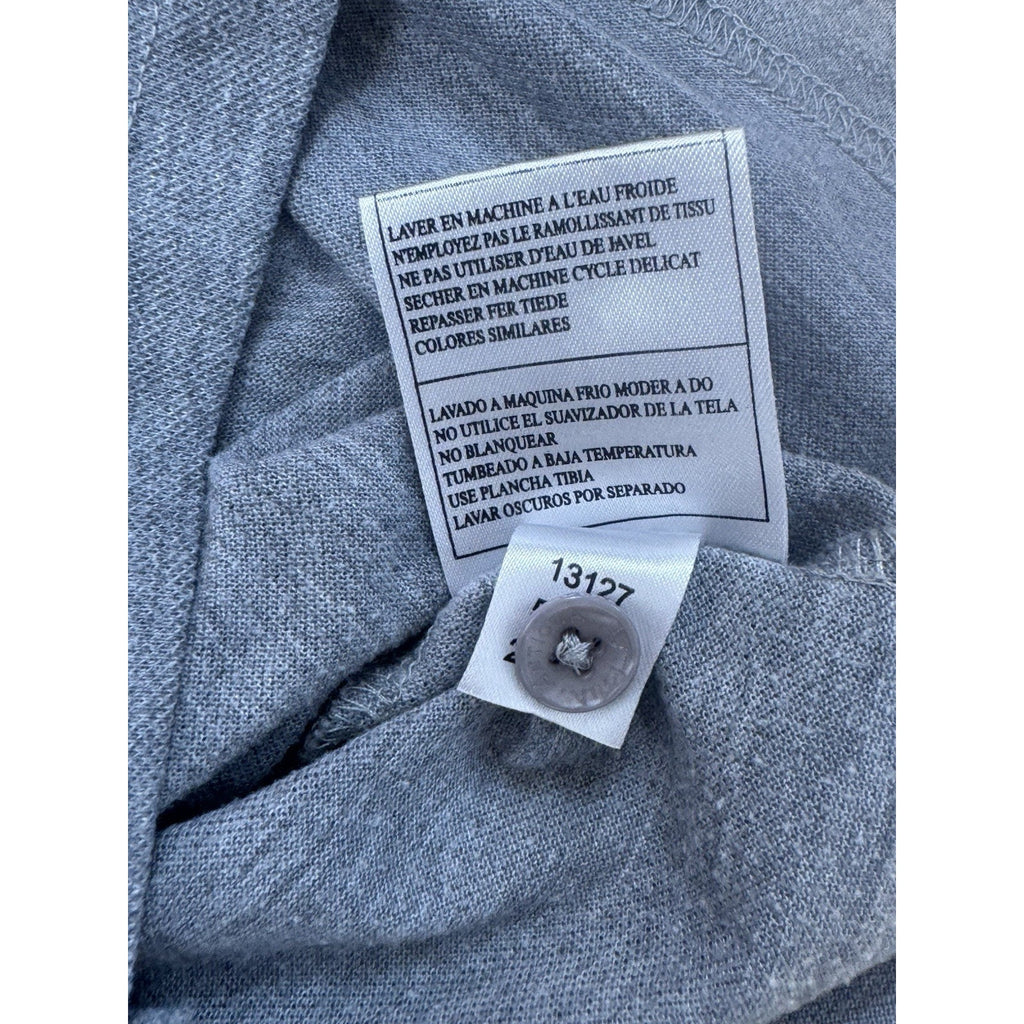 LAVER EN MACHINE A L'EAU FROIDE
N'EMPLOYEZ PAS LE RAMOLLISSANT DE TISSU
NE PAS UTILISER D'EAU DE JAVEL
SECHER EN MACHINE CYCLE DELICAT
REPASSER FER TIEDE
COLORES SIMILARES
LAVADO A MAQUINA FRIO MODER A DO
NO UTILICE EL SUAVIZADOR DE LA TELA
NO BLANQUEAR
TUMBEADO A BAJA TEMPERATURA
USE PLANCHA TIBIA
LAVAR OSCUROS POR SEPARADO
13127